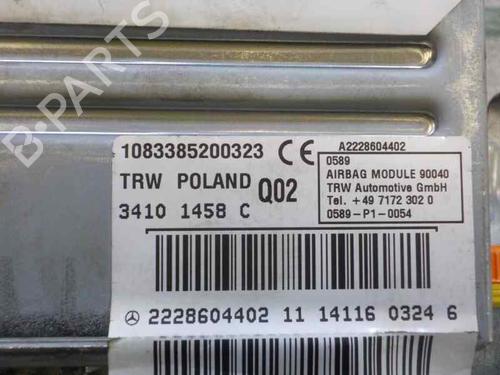 B-PARTS
1083385200323 CE
TRW POLAND Q02
3410 1458 C
A2228604402
0589
AIRBAG MODULE 90040
TRW Automotive GmbH
Tel. +49 7172 302 0
0589-P1-0054
2228604402 11 14116 0324 6